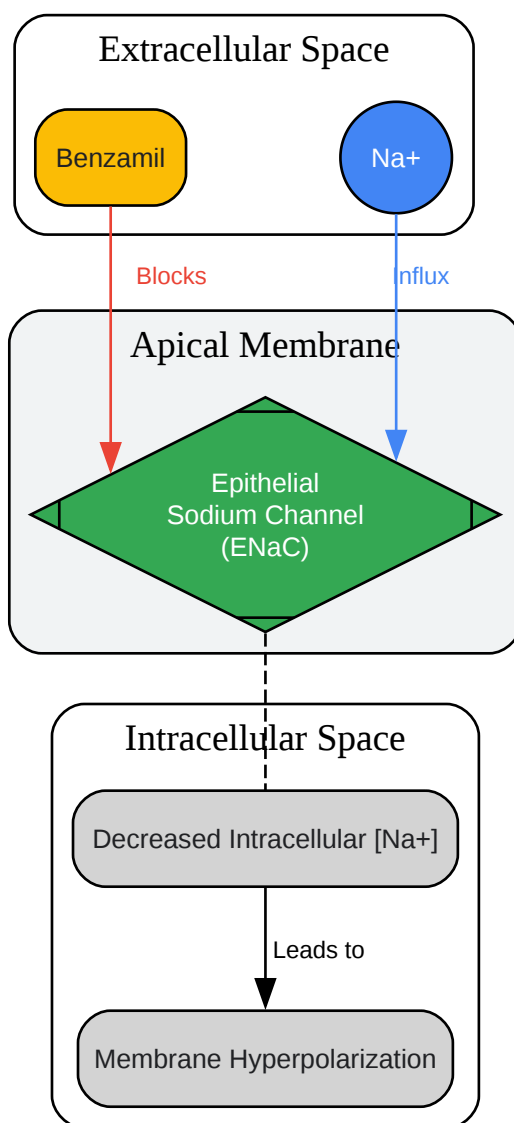 Extracellular Space
Benzamil
Na+
Blocks
Influx
Apical Membrane
Epithelial
Sodium Channel
(ENaC)
Intracellular Space
Decreased Intracellular [Na+]
Leads to
Membrane Hyperpolarization